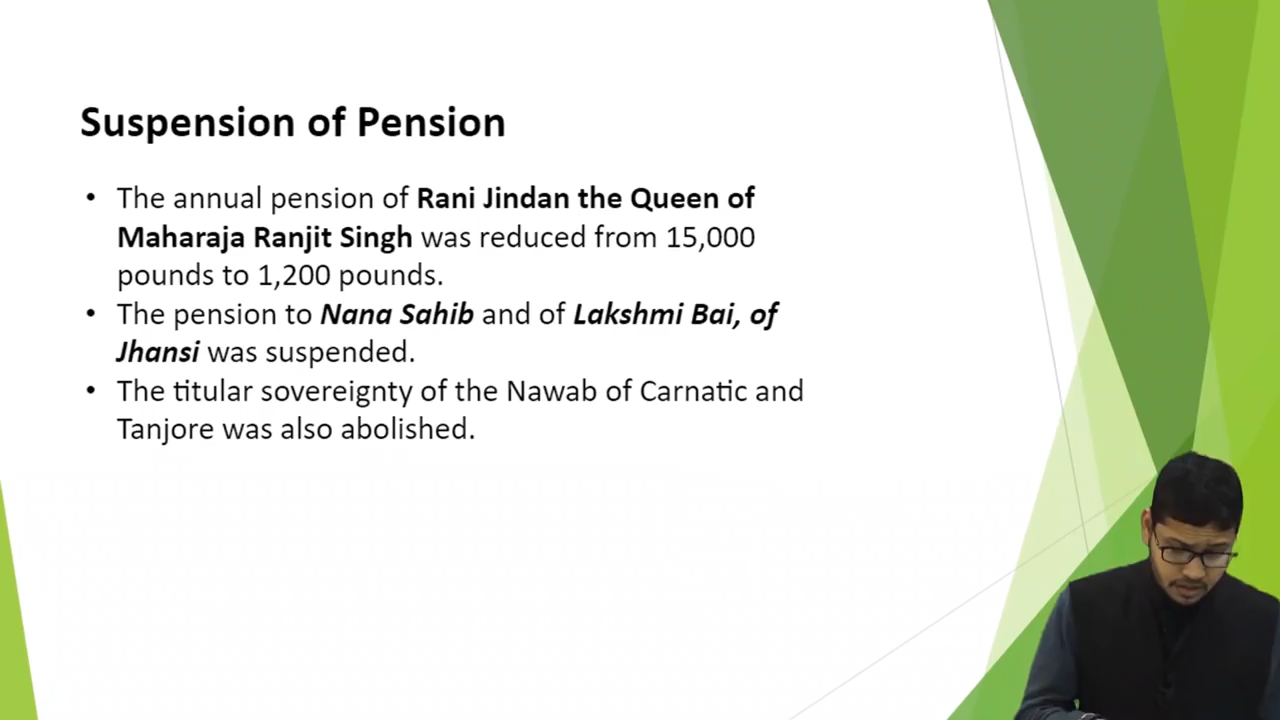 Suspension of Pension
• The annual pension of Rani Jindan the Queen of
Maharaja Ranjit Singh was reduced from 15,000
pounds to 1,200 pounds.
• The pension to Nana Sahib and of Lakshmi Bai, of
Jhansi was suspended.
• The titular sovereignty of the Nawab of Carnatic and
Tanjore was also abolished.